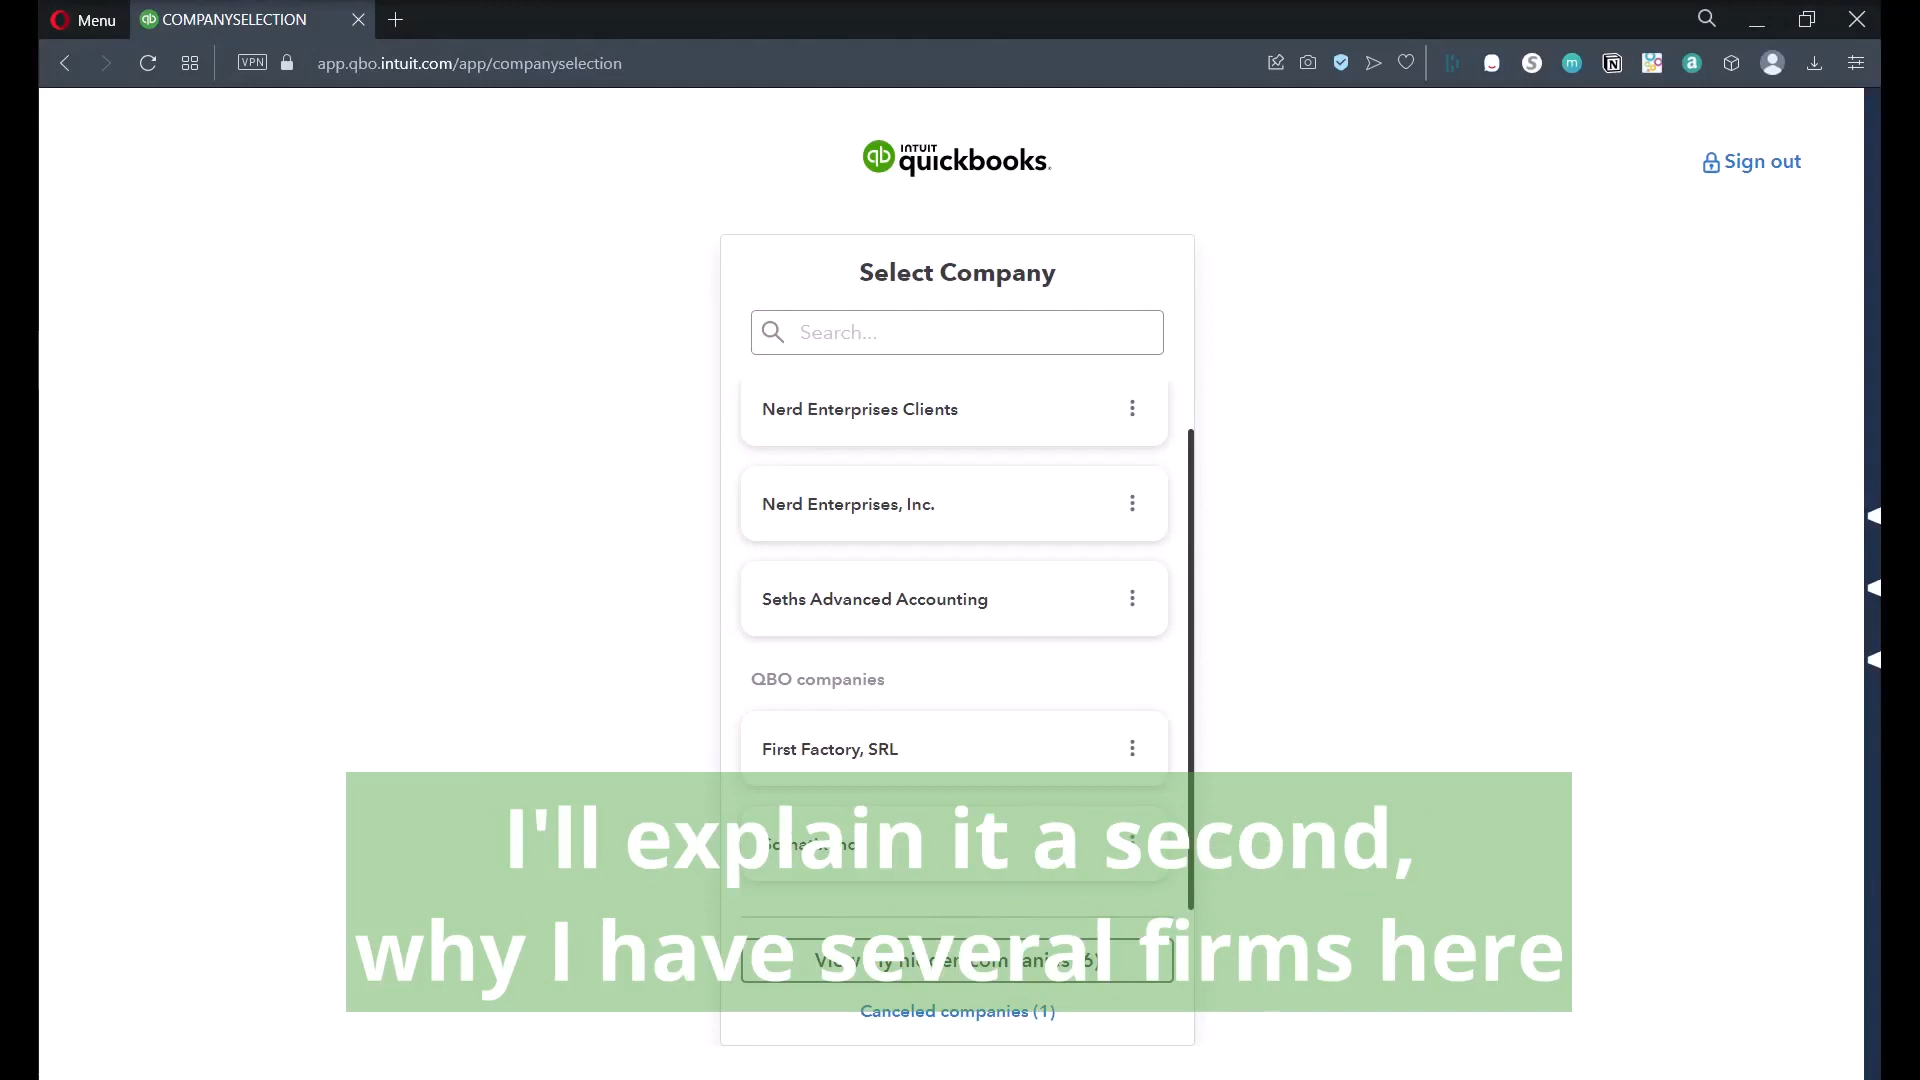 Menu
COMPANYSELECTION
VPN
app.qbo.intuit.com/app/companyselection
INTUIT
quickbooks.
Sign out
Select Company
Search...
Nerd Enterprises Clients
Nerd Enterprises, Inc.
Seths Advanced Accounting
QBO companies
First Factory, SRL
I'll explain it a second,
why I have several firms here
Canceled companies (1)